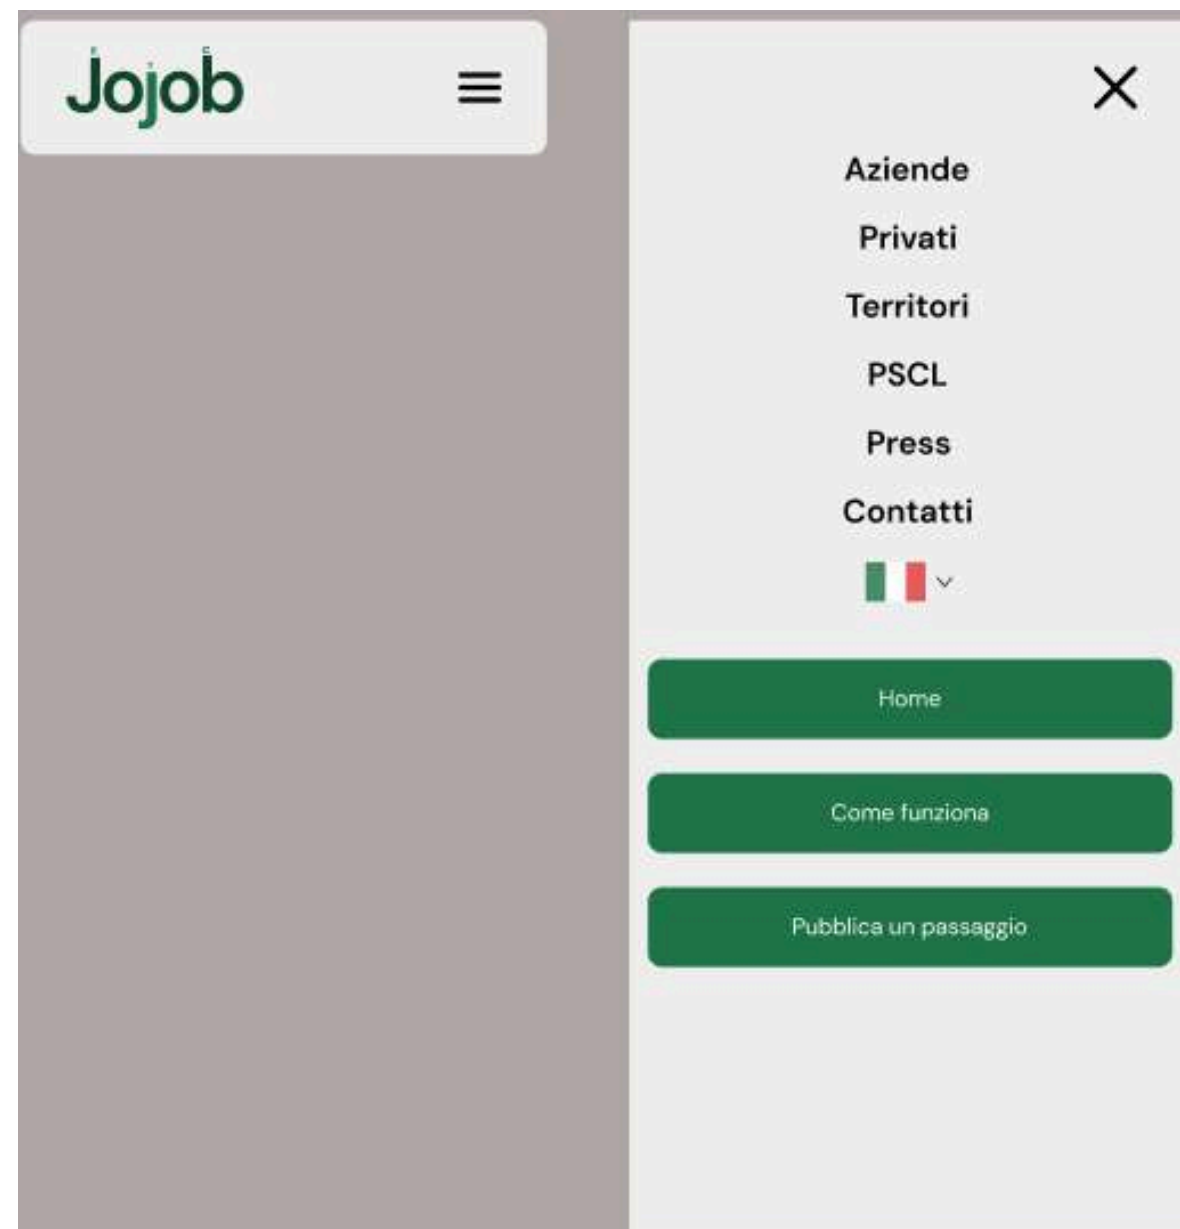 Jojob
Aziende
Privati
Territori
PSCL
Press
Contatti
Home
Come funziona
Pubblica un passaggio